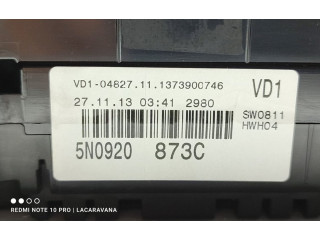 VD1-04827.11.1373900746
27.11.13 03:41 2980
VD1
SW0811
HWH04
5N0920 873C
REDMI NOTE 10 PRO | LACARAVANA